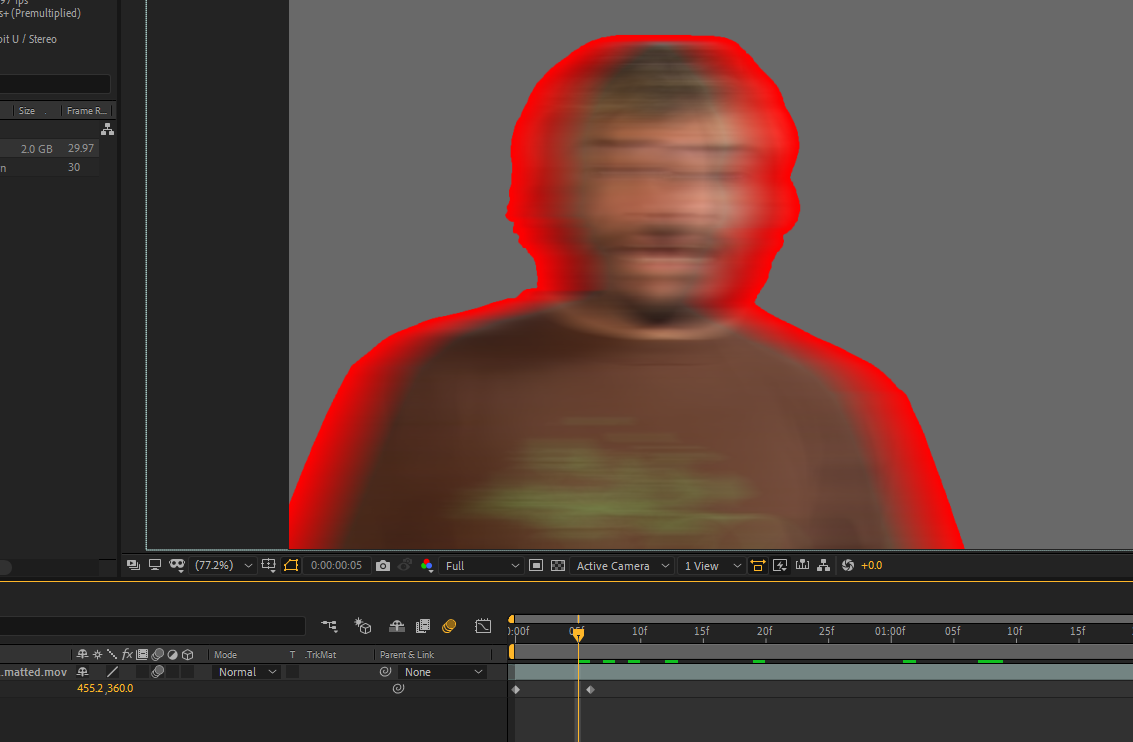 s+ (Premultiplied)
bit U / Stereo
Size
Frame R...
2.0 GB
29.97
n
30
(77.2%)
0:00:00:05
Full
Active Camera
1 View
+0.0
0:00f
05f
10f
15f
20f
25f
01:00f
05f
10f
15f
fx
Mode
T
.TrkMat
Parent & Link
.matted.mov
Normal
None
455.2,360.0